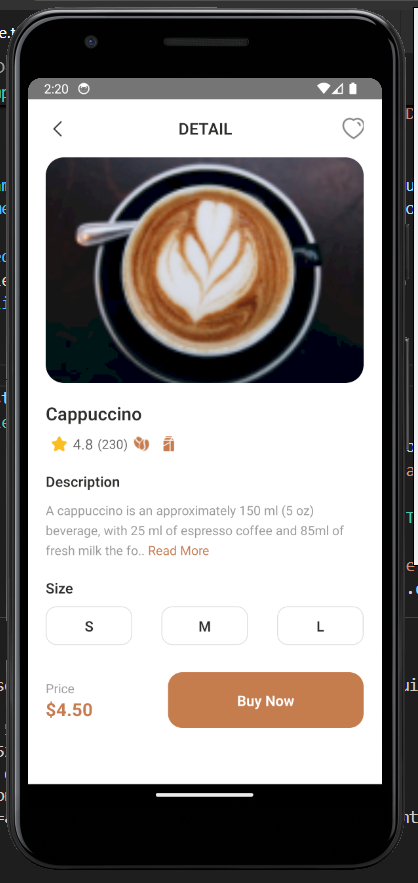 2:20
DETAIL
Cappuccino
4.8 (230)
Description
A cappuccino is an approximately 150 ml (5 oz)
beverage, with 25 ml of espresso coffee and 85ml of
fresh milk the fo.. Read More
Size
S M L
Price
$4.50
Buy Now